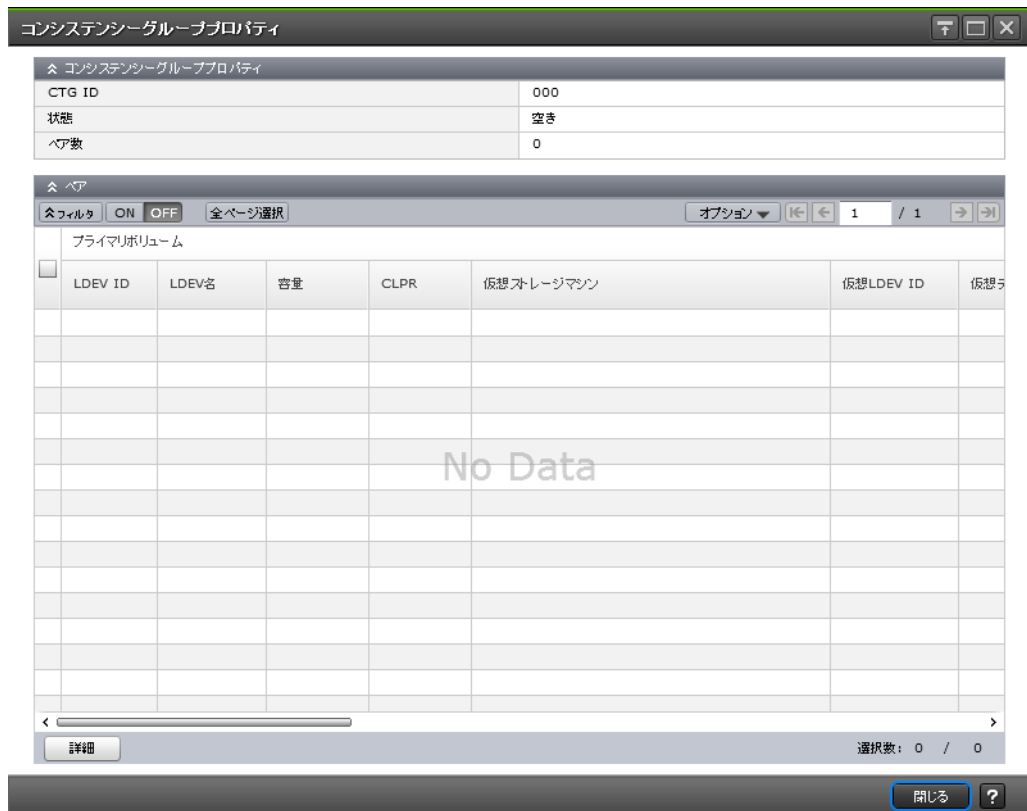 コンシステンシーグループプロパティ
コンシステンシーグループプロパティ
CTG ID 000
状態 空き
ペア数 0
ペア
フィルタ ON OFF 全ページ選択 オプション 1 / 1
プライマリボリューム
LDEV ID LDEV名 容量 CLPR 仮想ストレージマシン 仮想LDEV ID 仮想デ
No Data
詳細 選択数: 0 / 0
閉じる ?